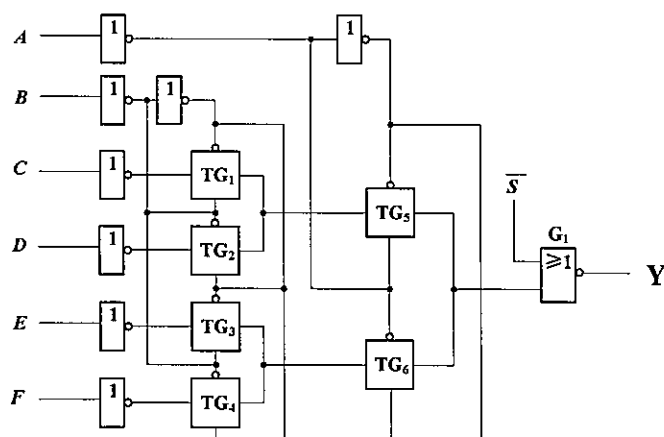 A 1 1
B 1 1
C 1 TG₁
S̅
TG₅
D 1 TG₂
G₁
≥1
Y
E 1 TG₃
TG₆
F 1 TG₄